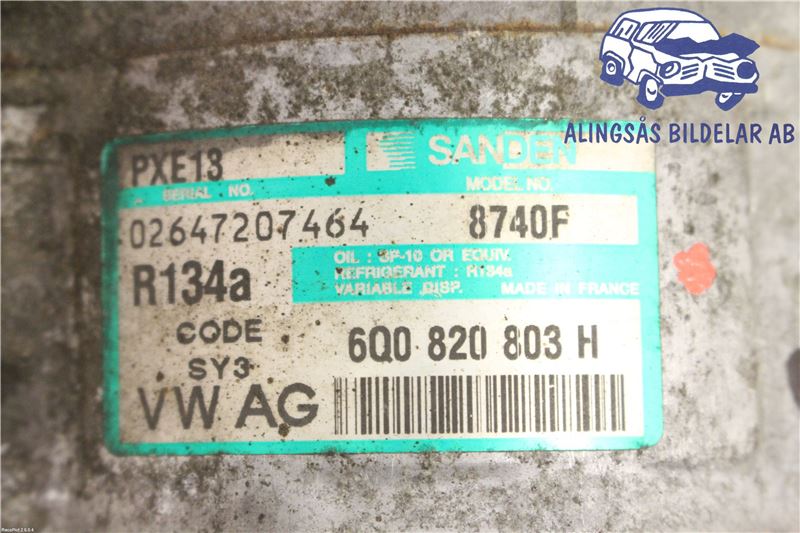 ALINGSÅS BILDELAR AB
PXE13
SANDEN
SERIAL NO.
MODEL NO.
02647207464
8740F
R134a
OIL : SP-10 OR EQUIV.
REFRIGERANT : R134a
VARIABLE DISP. MADE IN FRANCE
CODE
SY3
6Q0 820 803 H
VW AG